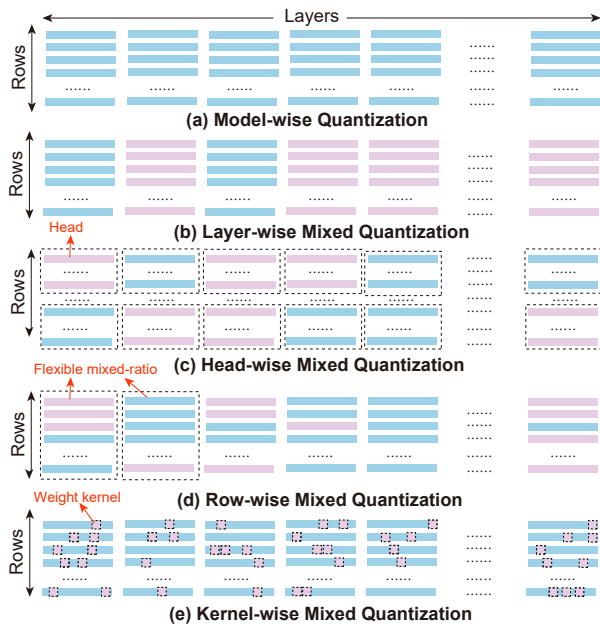 Layers
Rows
......
(a) Model-wise Quantization
Rows
......
(b) Layer-wise Mixed Quantization
Head
Rows
......
(c) Head-wise Mixed Quantization
Flexible mixed-ratio
Rows
......
(d) Row-wise Mixed Quantization
Weight kernel
Rows
......
(e) Kernel-wise Mixed Quantization